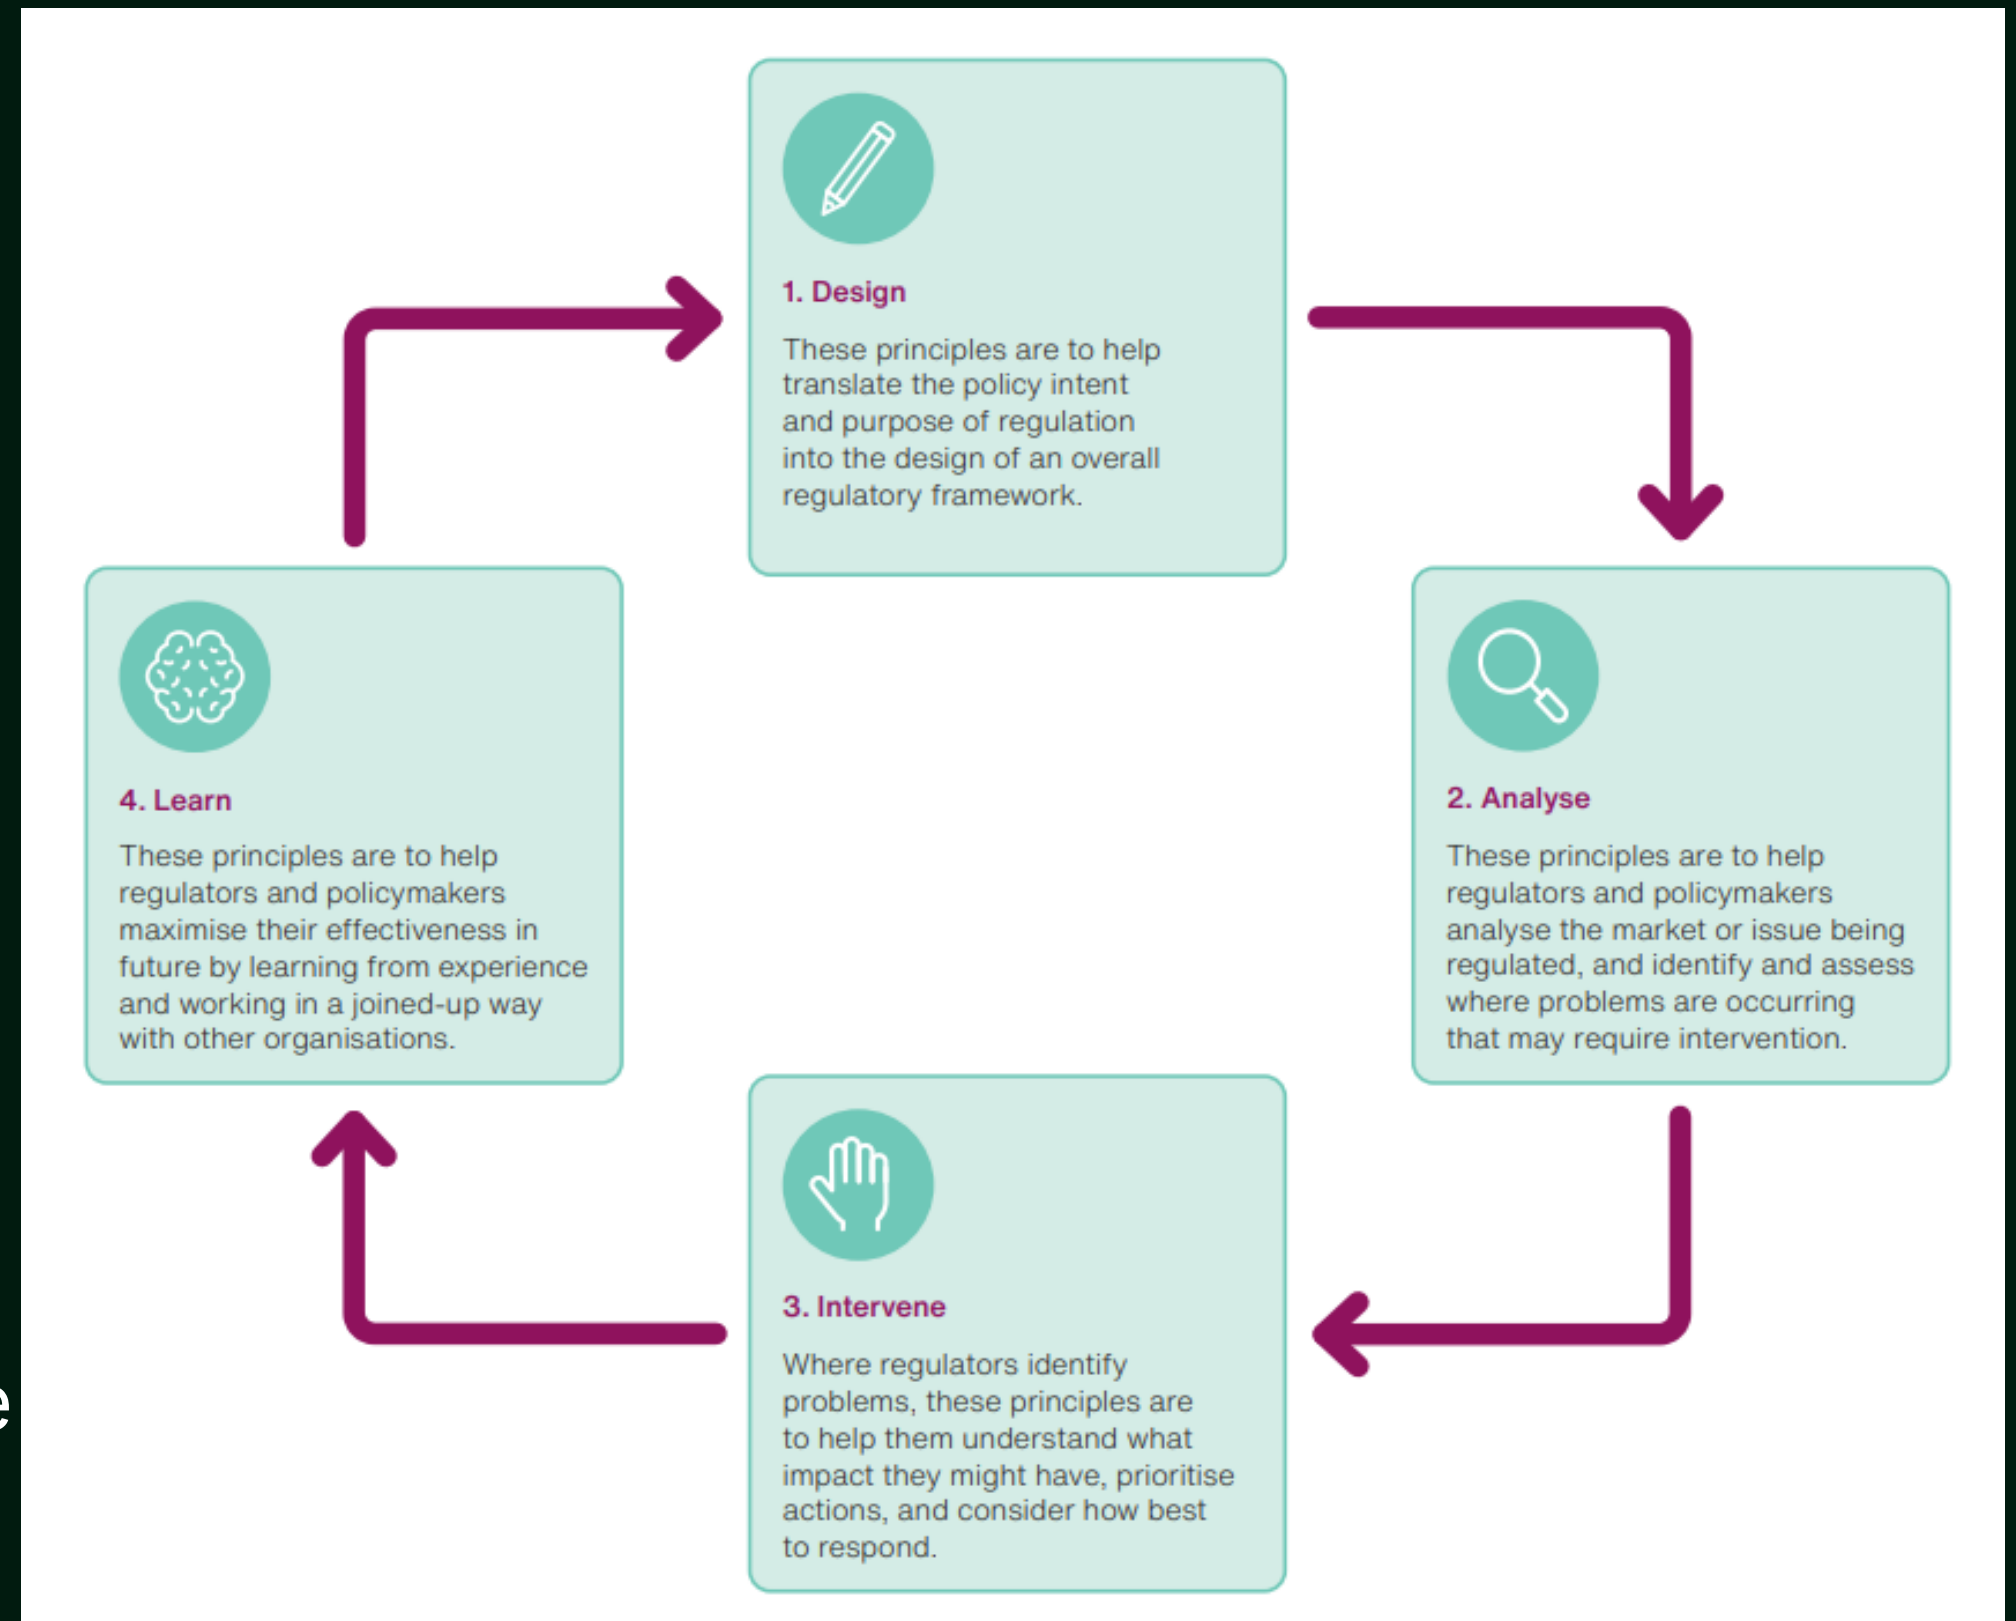 1. Design
These principles are to help
translate the policy intent
and purpose of regulation
into the design of an overall
regulatory framework.
2. Analyse
These principles are to help
regulators and policymakers
analyse the market or issue being
regulated, and identify and assess
where problems are occurring
that may require intervention.
3. Intervene
Where regulators identify
problems, these principles are
to help them understand what
impact they might have, prioritise
actions, and consider how best
to respond.
4. Learn
These principles are to help
regulators and policymakers
maximise their effectiveness in
future by learning from experience
and working in a joined-up way
with other organisations.
e